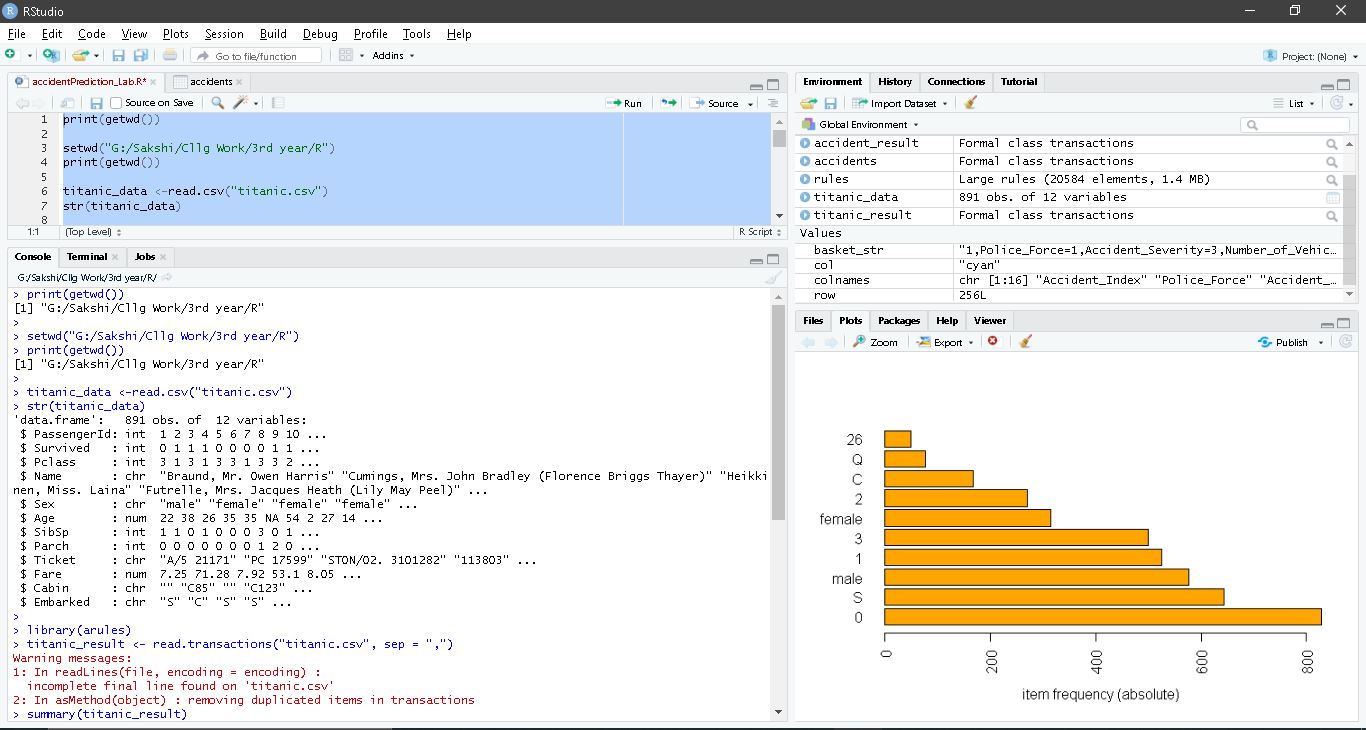 RStudio
File Edit Code View Plots Session Build Debug Profile Tools Help
Go to file/function Addins Project: (None)
accidentPrediction_Lab.R* accidents
Source on Save Run Source
1 print(getwd())
2
3 setwd("G:/Sakshi/Cllg Work/3rd year/R")
4 print(getwd())
5
6 titanic_data <-read.csv("titanic.csv")
7 str(titanic_data)
8
1:1 (Top Level) R Script
Console Terminal Jobs
G:/Sakshi/Cllg Work/3rd year/R/
> print(getwd())
[1] "G:/Sakshi/Cllg Work/3rd year/R"
>
> setwd("G:/Sakshi/Cllg Work/3rd year/R")
> print(getwd())
[1] "G:/Sakshi/Cllg Work/3rd year/R"
>
> titanic_data <-read.csv("titanic.csv")
> str(titanic_data)
'data.frame': 891 obs. of 12 variables:
$ PassengerId: int 1 2 3 4 5 6 7 8 9 10 ...
$ Survived : int 0 1 1 1 0 0 0 0 1 1 ...
$ Pclass : int 3 1 3 1 3 3 1 3 3 2 ...
$ Name : chr "Braund, Mr. Owen Harris" "Cumings, Mrs. John Bradley (Florence Briggs Thayer)" "Heikki
nen, Miss. Laina" "Futrelle, Mrs. Jacques Heath (Lily May Peel)" ...
$ Sex : chr "male" "female" "female" "female" ...
$ Age : num 22 38 26 35 35 NA 54 2 27 14 ...
$ SibSp : int 1 1 0 1 0 0 0 3 0 1 ...
$ Parch : int 0 0 0 0 0 0 0 1 2 0 ...
$ Ticket : chr "A/5 21171" "PC 17599" "STON/O2. 3101282" "113803" ...
$ Fare : num 7.25 71.28 7.92 53.1 8.05 ...
$ Cabin : chr "" "C85" "" "C123" ...
$ Embarked : chr "S" "C" "S" "S" ...
>
> library(arules)
> titanic_result <- read.transactions("titanic.csv", sep = ",")
Warning messages:
1: In readLines(file, encoding = encoding) :
incomplete final line found on 'titanic.csv'
2: In asMethod(object) : removing duplicated items in transactions
> summary(titanic_result)
Environment History Connections Tutorial
Import Dataset List
Global Environment
accident_result Formal class transactions
accidents Formal class transactions
rules Large rules (20584 elements, 1.4 MB)
titanic_data 891 obs. of 12 variables
titanic_result Formal class transactions
Values
basket_str "1,Police_Force=1,Accident_Severity=3,Number_of_Vehic…
col "cyan"
colnames chr [1:16] "Accident_Index" "Police_Force" "Accident_…
row 256L
Files Plots Packages Help Viewer
Zoom Export Publish
26
Q
C
2
female
3
1
male
S
0
0 200 400 600 800
item frequency (absolute)